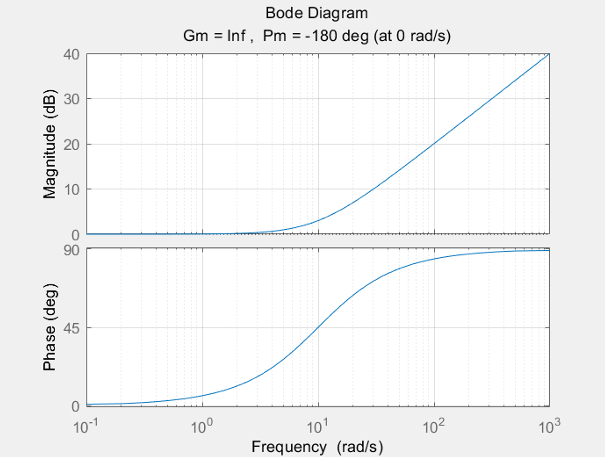 Bode Diagram
Gm = Inf ,  Pm = -180 deg (at 0 rad/s)
Magnitude (dB)
40
30
20
10
0
Phase (deg)
90
45
0
10^-1
10^0
10^1
10^2
10^3
Frequency  (rad/s)